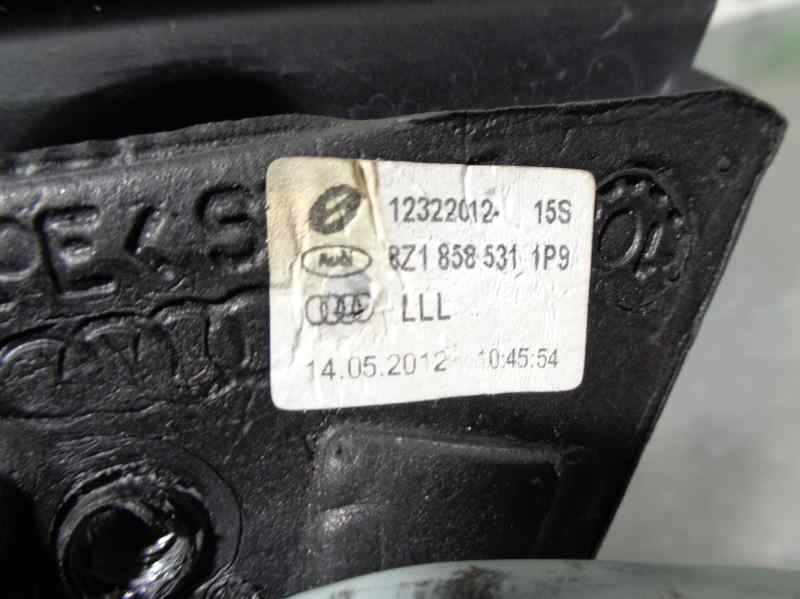 12322012- 15S
Audi 8Z1 858 531 1P9
LLL
14.05.2012 10:45:54